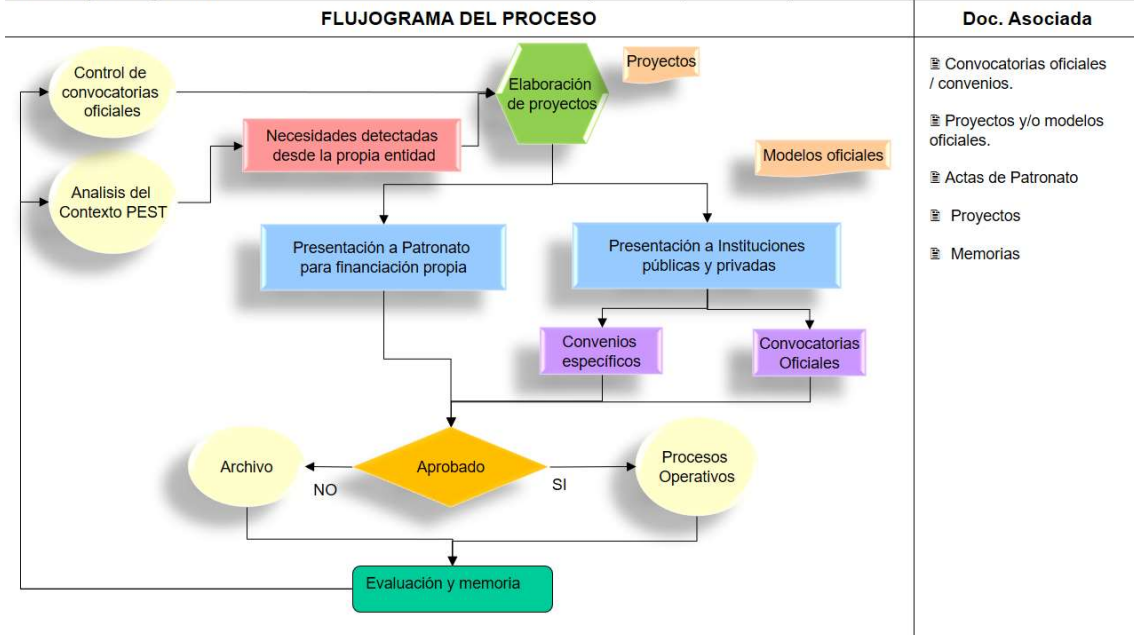 FLUJOGRAMA DEL PROCESO
Doc. Asociada
Control de
convocatorias
oficiales
Elaboración
de proyectos
Proyectos
Necesidades detectadas
desde la propia entidad
Modelos oficiales
Analisis del
Contexto PEST
Presentación a Patronato
para financiación propia
Presentación a Instituciones
públicas y privadas
Convenios
específicos
Convocatorias
Oficiales
Archivo
NO
Aprobado
SI
Procesos
Operativos
Evaluación y memoria
Convocatorias oficiales
/ convenios.
Proyectos y/o modelos
oficiales.
Actas de Patronato
Proyectos
Memorias